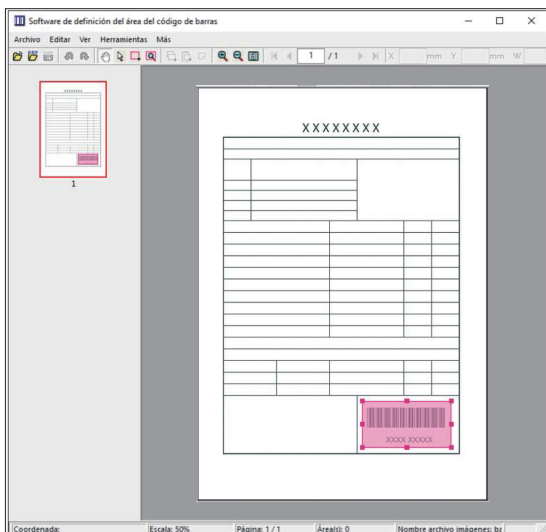 Software de definición del área del código de barras
Archivo Editar Ver Herramientas Más
1 / 1 X mm Y mm W
1
XXXXXXXX
XXXX XXXXX
Coordenada: Escala: 50% Página: 1 / 1 Área(s): 0 Nombre archivo imágenes: ba